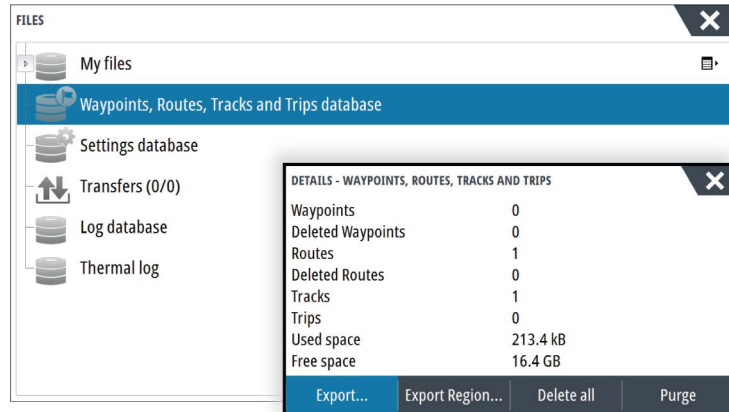 FILES
My files
Waypoints, Routes, Tracks and Trips database
Settings database
Transfers (0/0)
Log database
Thermal log
DETAILS - WAYPOINTS, ROUTES, TRACKS AND TRIPS
Waypoints 0
Deleted Waypoints 0
Routes 1
Deleted Routes 0
Tracks 1
Trips 0
Used space 213.4 kB
Free space 16.4 GB
Export... Export Region... Delete all Purge